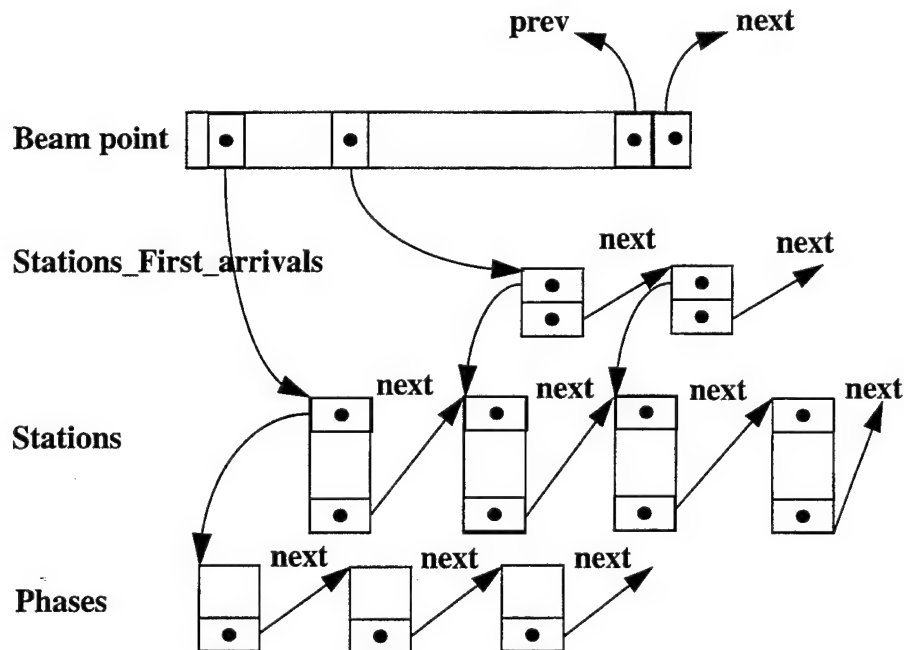 prev next
Beam point
Stations_First_arrivals
next next
next next next next
Stations
next next next
Phases